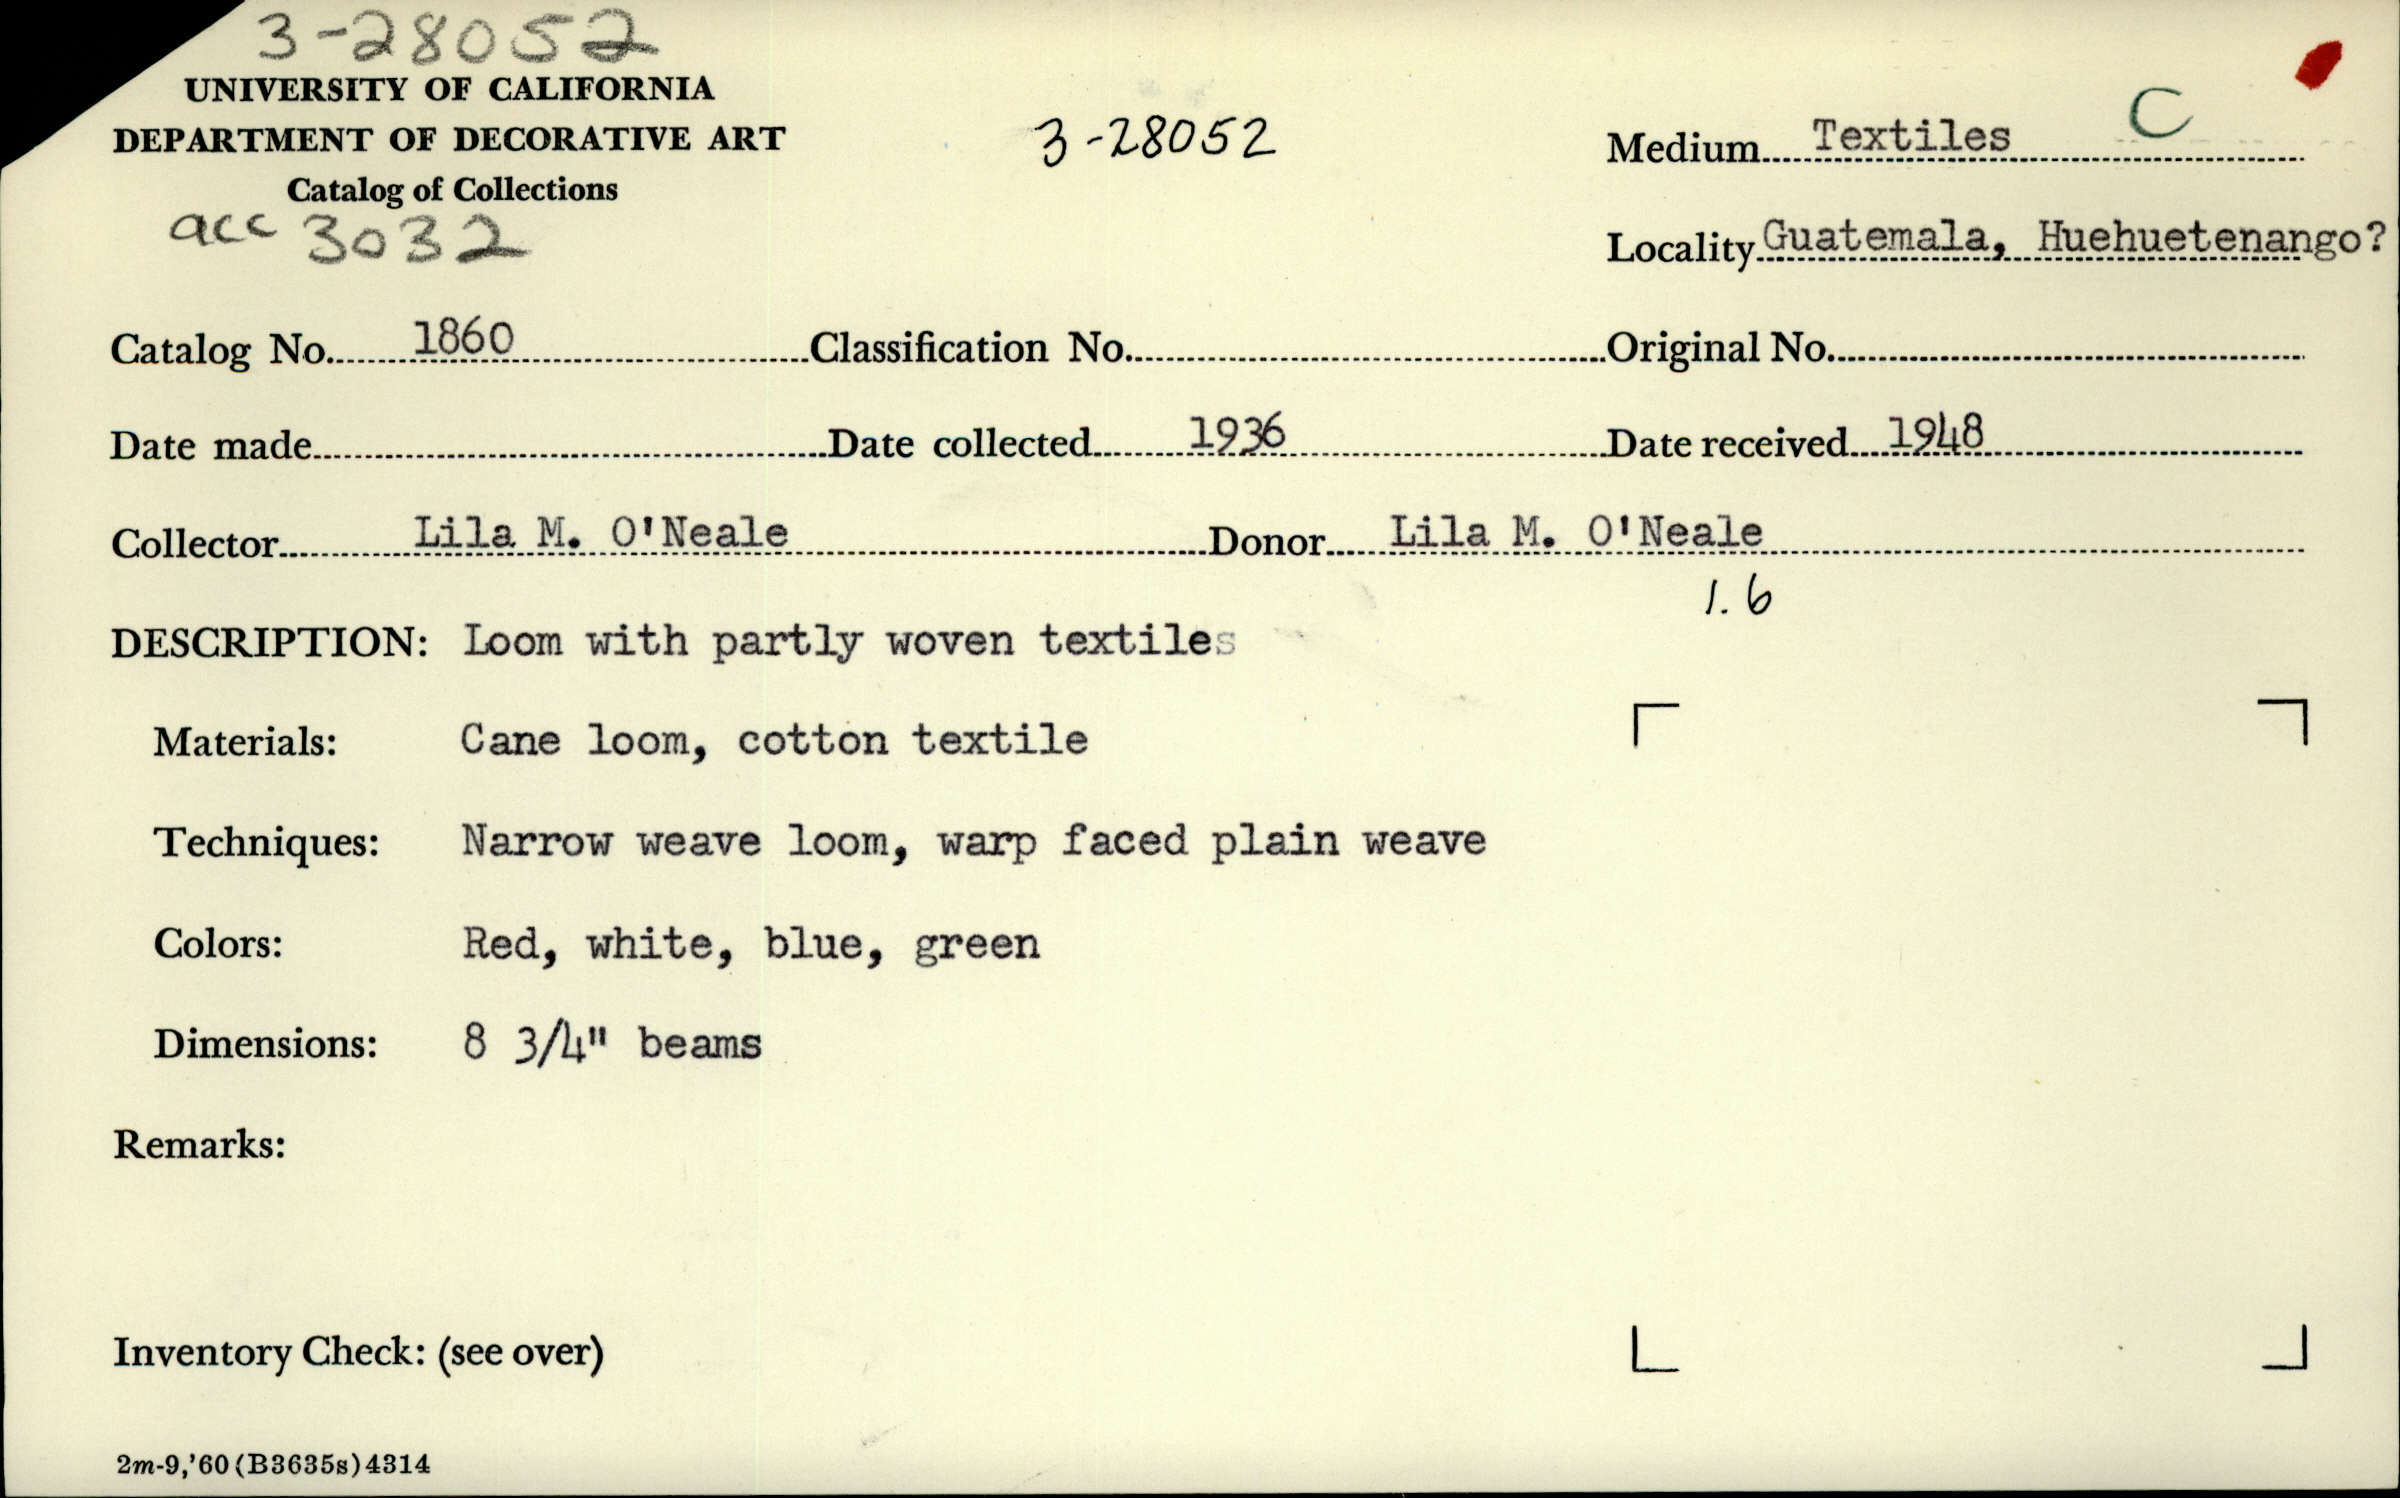 3-28052
UNIVERSITY OF CALIFORNIA
DEPARTMENT OF DECORATIVE ART
Catalog of Collections
acc 3032
3-28052
C
Medium Textiles
Locality Guatemala, Huehuetenango?
Catalog No. 1860 Classification No. Original No.
Date made Date collected 1936 Date received 1948
Collector Lila M. O'Neale Donor Lila M. O'Neale
1.6
DESCRIPTION: Loom with partly woven textiles
Materials: Cane loom, cotton textile
Techniques: Narrow weave loom, warp faced plain weave
Colors: Red, white, blue, green
Dimensions: 8 3/4" beams
Remarks:
Inventory Check: (see over)
2m-9,'60(B3635s)4314